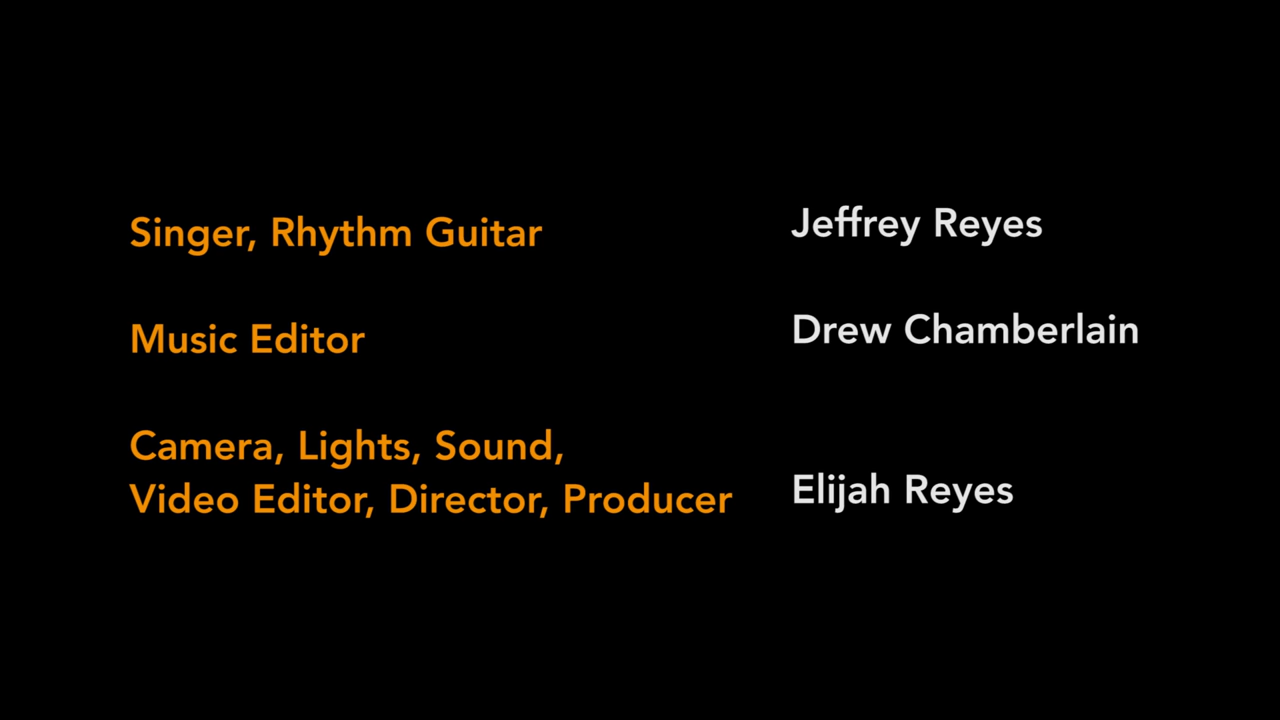 Singer, Rhythm Guitar
Jeffrey Reyes
Music Editor
Drew Chamberlain
Camera, Lights, Sound,
Video Editor, Director, Producer
Elijah Reyes